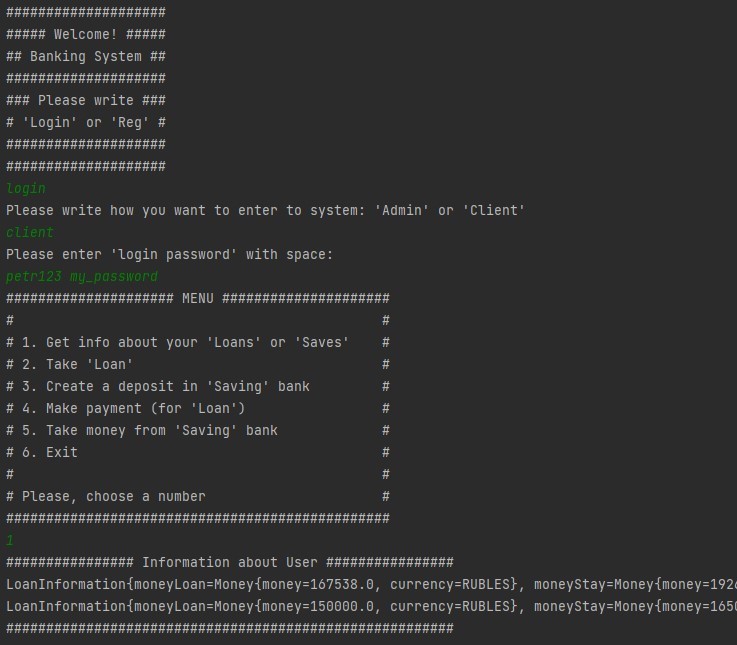 ####################
##### Welcome! #####
## Banking System ##
####################
### Please write ###
# 'Login' or 'Reg' #
####################
####################
login
Please write how you want to enter to system: 'Admin' or 'Client'
client
Please enter 'login password' with space:
petr123 my_password
##################### MENU #####################
#                                              #
# 1. Get info about your 'Loans' or 'Saves'    #
# 2. Take 'Loan'                               #
# 3. Create a deposit in 'Saving' bank         #
# 4. Make payment (for 'Loan')                 #
# 5. Take money from 'Saving' bank             #
# 6. Exit                                      #
#                                              #
# Please, choose a number                      #
################################################
1
################ Information about User ################
LoanInformation{moneyLoan=Money{money=167538.0, currency=RUBLES}, moneyStay=Money{money=192
LoanInformation{moneyLoan=Money{money=150000.0, currency=RUBLES}, moneyStay=Money{money=165
########################################################